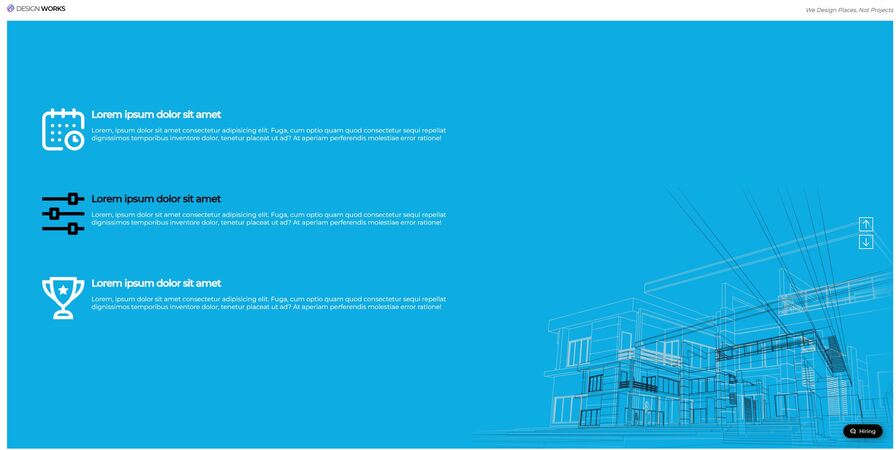 DESIGN WORKS
We Design Places, Not Projects
Lorem ipsum dolor sit amet
Lorem, ipsum dolor sit amet consectetur adipisicing elit. Fuga, cum optio quam quod consectetur sequi repellat
dignissimos temporibus inventore dolor, tenetur placeat ut ad? At aperiam perferendis molestiae error ratione!
Lorem ipsum dolor sit amet
Lorem, ipsum dolor sit amet consectetur adipisicing elit. Fuga, cum optio quam quod consectetur sequi repellat
dignissimos temporibus inventore dolor, tenetur placeat ut ad? At aperiam perferendis molestiae error ratione!
Lorem ipsum dolor sit amet
Lorem, ipsum dolor sit amet consectetur adipisicing elit. Fuga, cum optio quam quod consectetur sequi repellat
dignissimos temporibus inventore dolor, tenetur placeat ut ad? At aperiam perferendis molestiae error ratione!
Hiring